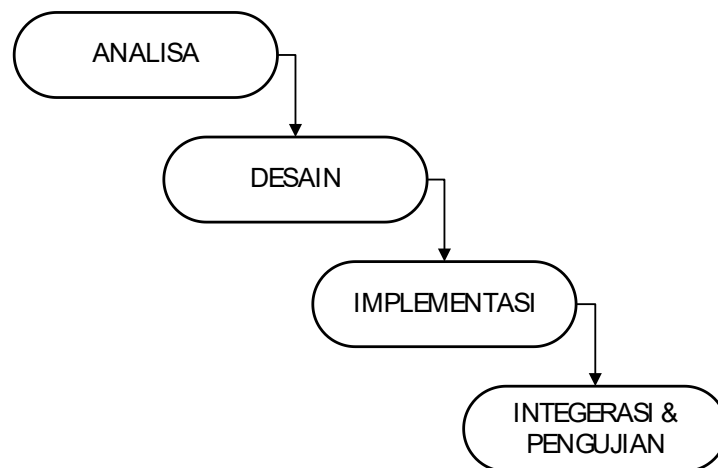 ANALISA
DESAIN
IMPLEMENTASI
INTEGERASI &
PENGUJIAN